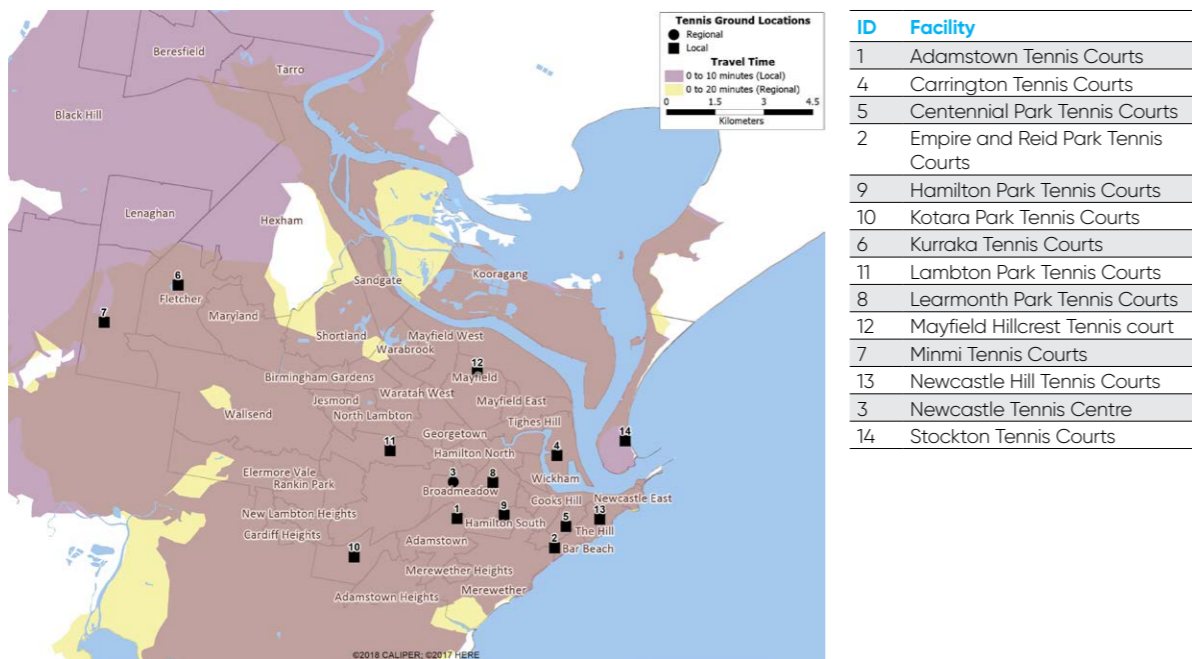 Tennis Ground Locations
Regional
Local
Travel Time
0 to 10 minutes (Local)
0 to 20 minutes (Regional)
0 1.5 3 4.5
Kilometers
Beresfield
Tarro
Black Hill
Lenaghan
Hexham
Kooragang
Sandgate
6
Fletcher
7
Maryland
Shortland
Mayfield West
Warabrook
12
Mayfield
Birmingham Gardens
Waratah West
Jesmond
Mayfield East
Wallsend
North Lambton
Tighes Hill
11
Georgetown
14
Hamilton North
4
Elermore Vale
Rankin Park
3
8
Wickham
Broadmeadow
Cooks Hill
Newcastle East
New Lambton Heights
1
9
Hamilton South
5
13
The Hill
Cardiff Heights
Adamstown
2
Bar Beach
10
Merewether Heights
Adamstown Heights
Merewether
©2018 CALIPER; ©2017 HERE
ID Facility
1 Adamstown Tennis Courts
4 Carrington Tennis Courts
5 Centennial Park Tennis Courts
2 Empire and Reid Park Tennis
Courts
9 Hamilton Park Tennis Courts
10 Kotara Park Tennis Courts
6 Kurraka Tennis Courts
11 Lambton Park Tennis Courts
8 Learmonth Park Tennis Courts
12 Mayfield Hillcrest Tennis court
7 Minmi Tennis Courts
13 Newcastle Hill Tennis Courts
3 Newcastle Tennis Centre
14 Stockton Tennis Courts